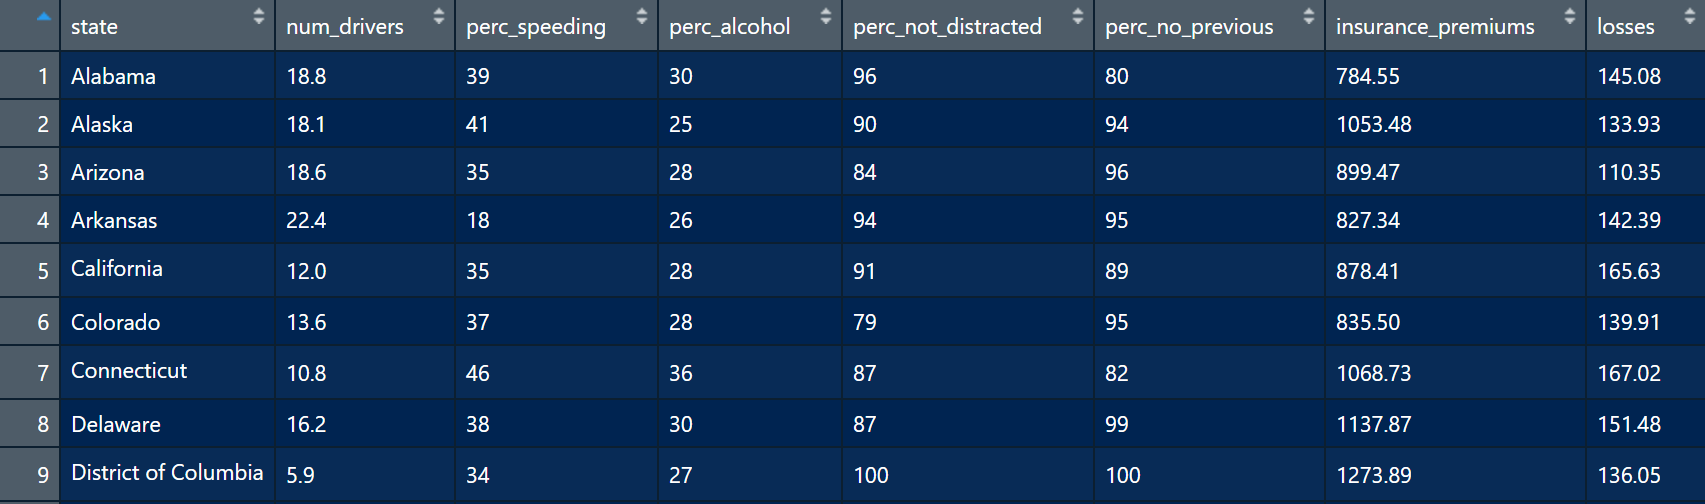 state num_drivers perc_speeding perc_alcohol perc_not_distracted perc_no_previous insurance_premiums losses
1 Alabama 18.8 39 30 96 80 784.55 145.08
2 Alaska 18.1 41 25 90 94 1053.48 133.93
3 Arizona 18.6 35 28 84 96 899.47 110.35
4 Arkansas 22.4 18 26 94 95 827.34 142.39
5 California 12.0 35 28 91 89 878.41 165.63
6 Colorado 13.6 37 28 79 95 835.50 139.91
7 Connecticut 10.8 46 36 87 82 1068.73 167.02
8 Delaware 16.2 38 30 87 99 1137.87 151.48
9 District of Columbia 5.9 34 27 100 100 1273.89 136.05